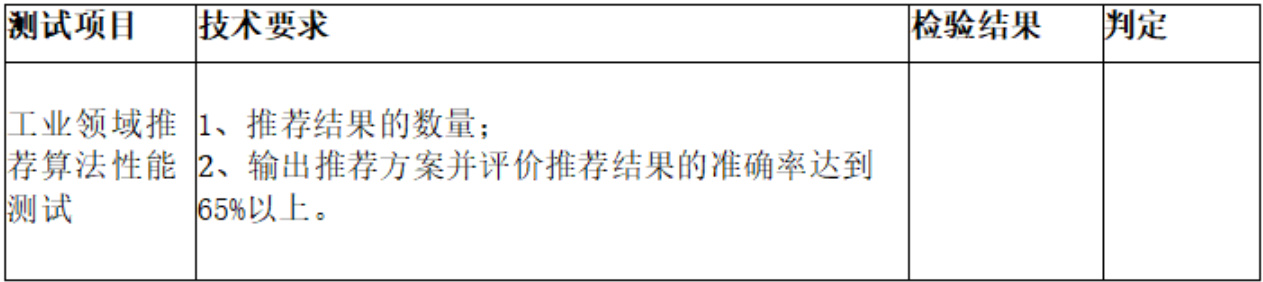 测试项目 技术要求 检验结果 判定
工业领域推荐算法性能测试
1、推荐结果的数量;
2、输出推荐方案并评价推荐结果的准确率达到
65%以上。